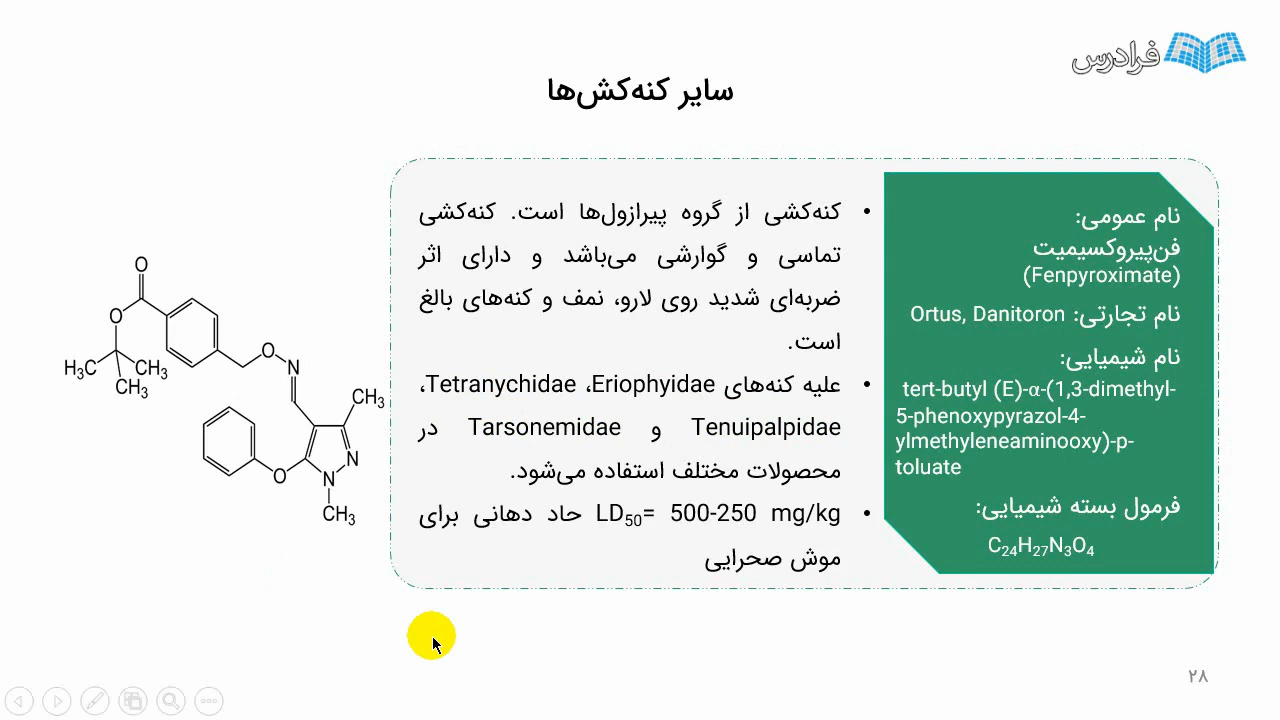 فرادرس
سایر کنه‌کش‌ها
نام عمومی:
فن‌پیروکسیمیت
(Fenpyroximate)
نام تجارتی: Ortus, Danitoron
نام شیمیایی:
tert-butyl (E)-α-(1,3-dimethyl-
5-phenoxypyrazol-4-
ylmethyleneaminooxy)-p-
toluate
فرمول بسته شیمیایی:
C₂₄H₂₇N₃O₄
• کنه‌کشی از گروه پیرازول‌ها است. کنه‌کشی
تماسی و گوارشی می‌باشد و دارای اثر
ضربه‌ای شدید روی لارو، نمف و کنه‌های بالغ
است.
• علیه کنه‌های Tetranychidae ،Eriophyidae،
Tenuipalpidae و Tarsonemidae در
محصولات مختلف استفاده می‌شود.
• LD₅₀= 500-250 mg/kg حاد دهانی برای
موش صحرایی
O
O
H₃C
CH₃
CH₃
O
N
CH₃
N
O
N
CH₃
۲۸